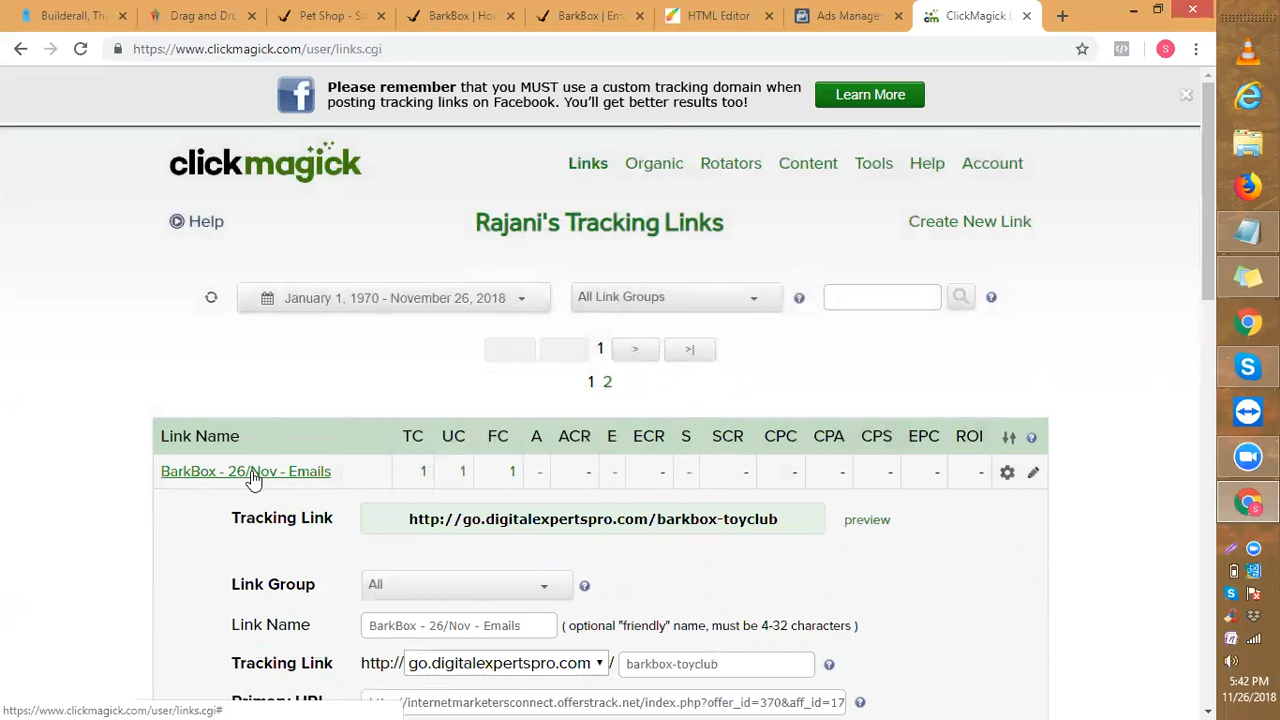 Builderall, Th
Drag and Dro
Pet Shop - Sit
BarkBox | Ho
BarkBox | Em
HTML Editor
Ads Manage
ClickMagick L
https://www.clickmagick.com/user/links.cgi
S
Please remember that you MUST use a custom tracking domain when
posting tracking links on Facebook. You'll get better results too!
Learn More
clickmagick
Links Organic Rotators Content Tools Help Account
Help
Rajani's Tracking Links
Create New Link
January 1, 1970 - November 26, 2018
All Link Groups
1 > >|
1 2
Link Name TC UC FC A ACR E ECR S SCR CPC CPA CPS EPC ROI
BarkBox - 26/Nov - Emails 1 1 1 - - - - - - - - - - -
Tracking Link http://go.digitalexpertspro.com/barkbox-toyclub preview
Link Group All
Link Name BarkBox - 26/Nov - Emails ( optional "friendly" name, must be 4-32 characters )
Tracking Link http:// go.digitalexpertspro.com / barkbox-toyclub
Primary URL http://internetmarketersconnect.offerstrack.net/index.php?offer_id=370&aff_id=17
https://www.clickmagick.com/user/links.cgi#
5:42 PM
11/26/2018